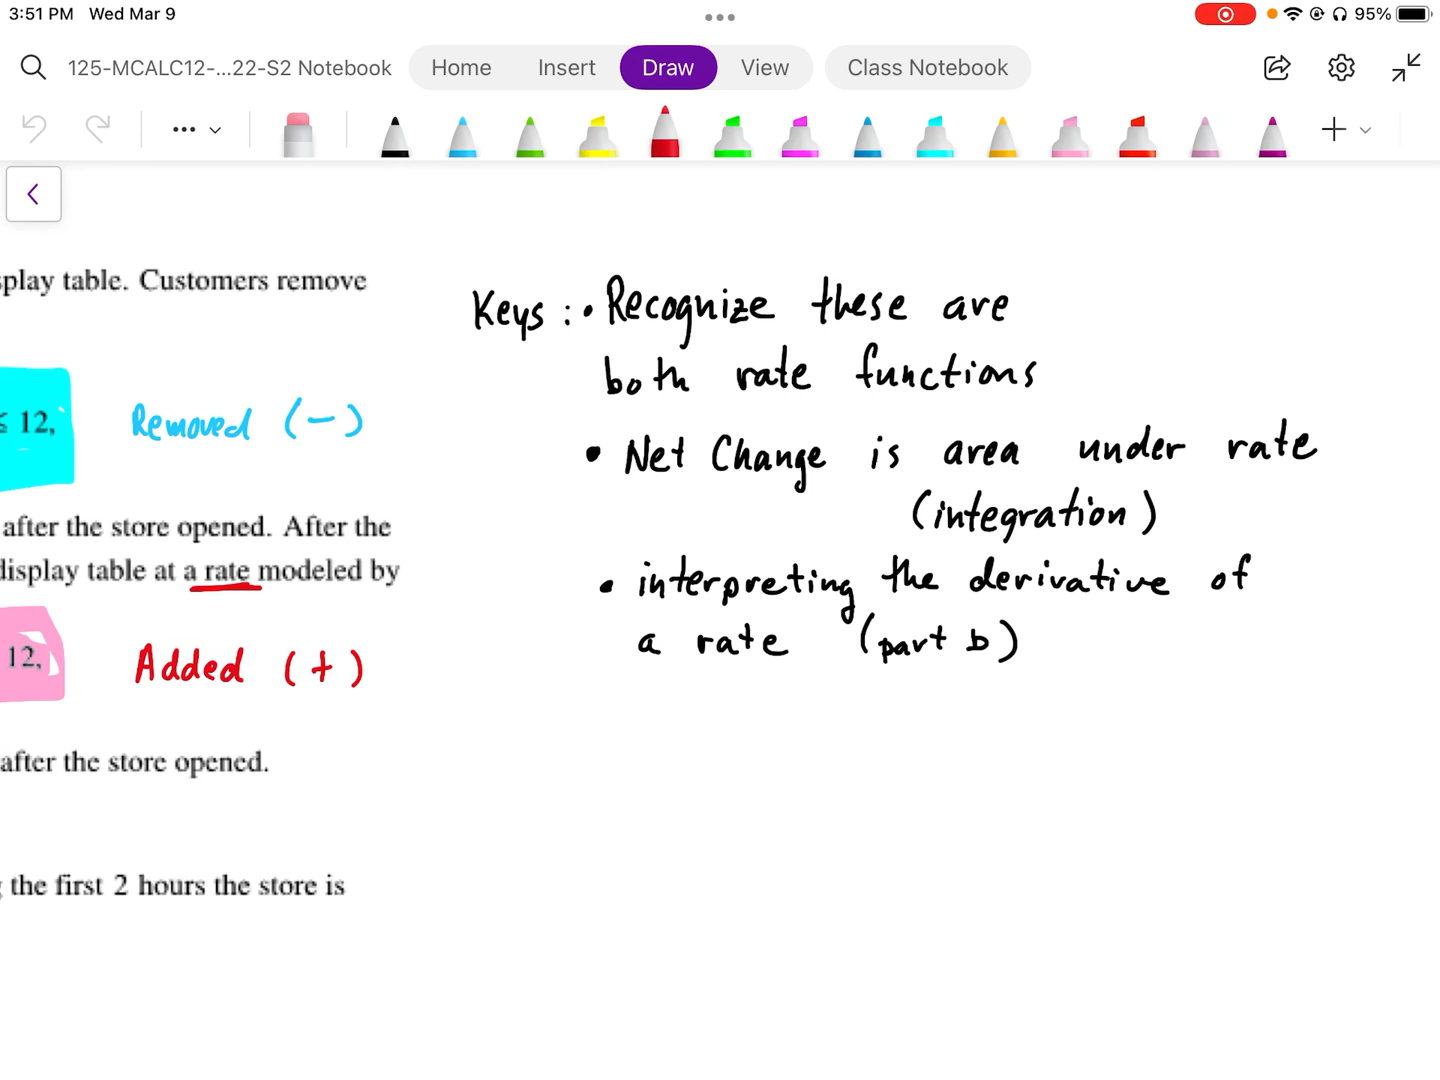 3:51 PM Wed Mar 9
95%
125-MCALC12-...22-S2 Notebook
Home
Insert
Draw
View
Class Notebook
play table. Customers remove
≤ 12,
Removed (-)
after the store opened. After the
display table at a rate modeled by
12,
Added (+)
after the store opened.
the first 2 hours the store is
Keys : • Recognize these are
both rate functions
• Net Change is area under rate
(integration)
• interpreting the derivative of
a rate (part b)